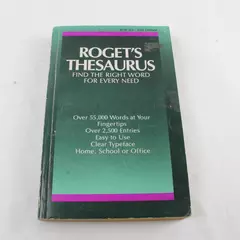 ROGET'S
THESAURUS
FIND THE RIGHT WORD
FOR EVERY NEED
Over 55,000 Words at Your
Fingertips
Over 2,500 Entries
Easy to Use
Clear Typeface
Home, School or Office